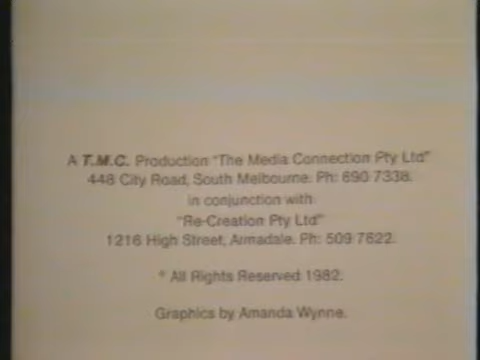 A T.M.C. Production "The Media Connection Pty Ltd"
448 City Road, South Melbourne. Ph: 690 7338.
in conjunction with
"Re-Creation Pty Ltd"
1216 High Street, Armadale. Ph: 509 7622.
* All Rights Reserved 1982.
Graphics by Amanda Wynne.